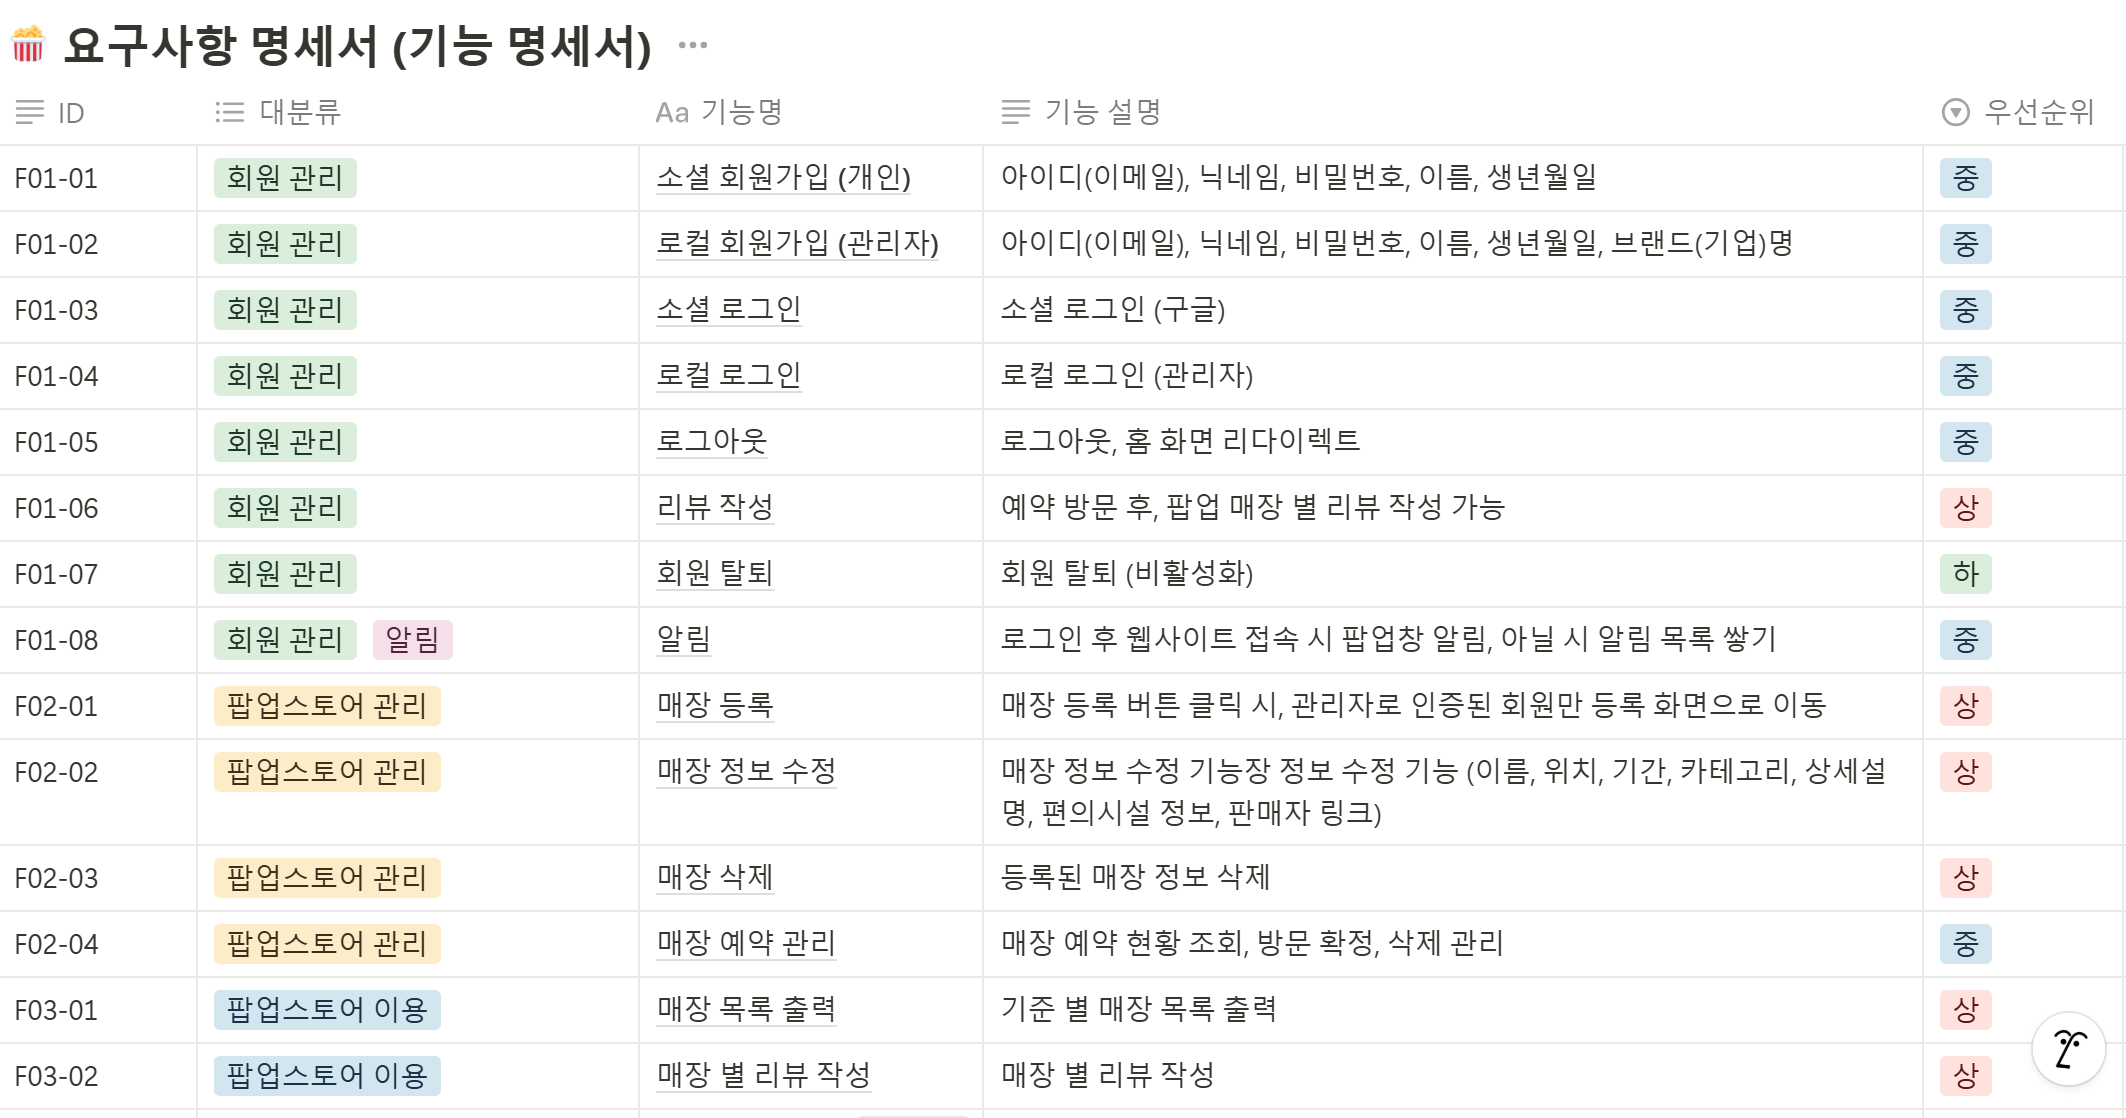 요구사항 명세서 (기능 명세서) ···
ID 대분류 Aa 기능명 기능 설명 우선순위
F01-01 회원 관리 소셜 회원가입 (개인) 아이디(이메일), 닉네임, 비밀번호, 이름, 생년월일 중
F01-02 회원 관리 로컬 회원가입 (관리자) 아이디(이메일), 닉네임, 비밀번호, 이름, 생년월일, 브랜드(기업)명 중
F01-03 회원 관리 소셜 로그인 소셜 로그인 (구글) 중
F01-04 회원 관리 로컬 로그인 로컬 로그인 (관리자) 중
F01-05 회원 관리 로그아웃 로그아웃, 홈 화면 리다이렉트 중
F01-06 회원 관리 리뷰 작성 예약 방문 후, 팝업 매장 별 리뷰 작성 가능 상
F01-07 회원 관리 회원 탈퇴 회원 탈퇴 (비활성화) 하
F01-08 회원 관리 알림 알림 로그인 후 웹사이트 접속 시 팝업창 알림, 아닐 시 알림 목록 쌓기 중
F02-01 팝업스토어 관리 매장 등록 매장 등록 버튼 클릭 시, 관리자로 인증된 회원만 등록 화면으로 이동 상
F02-02 팝업스토어 관리 매장 정보 수정 매장 정보 수정 기능장 정보 수정 기능 (이름, 위치, 기간, 카테고리, 상세설 상
명, 편의시설 정보, 판매자 링크)
F02-03 팝업스토어 관리 매장 삭제 등록된 매장 정보 삭제 상
F02-04 팝업스토어 관리 매장 예약 관리 매장 예약 현황 조회, 방문 확정, 삭제 관리 중
F03-01 팝업스토어 이용 매장 목록 출력 기준 별 매장 목록 출력 상
F03-02 팝업스토어 이용 매장 별 리뷰 작성 매장 별 리뷰 작성 상